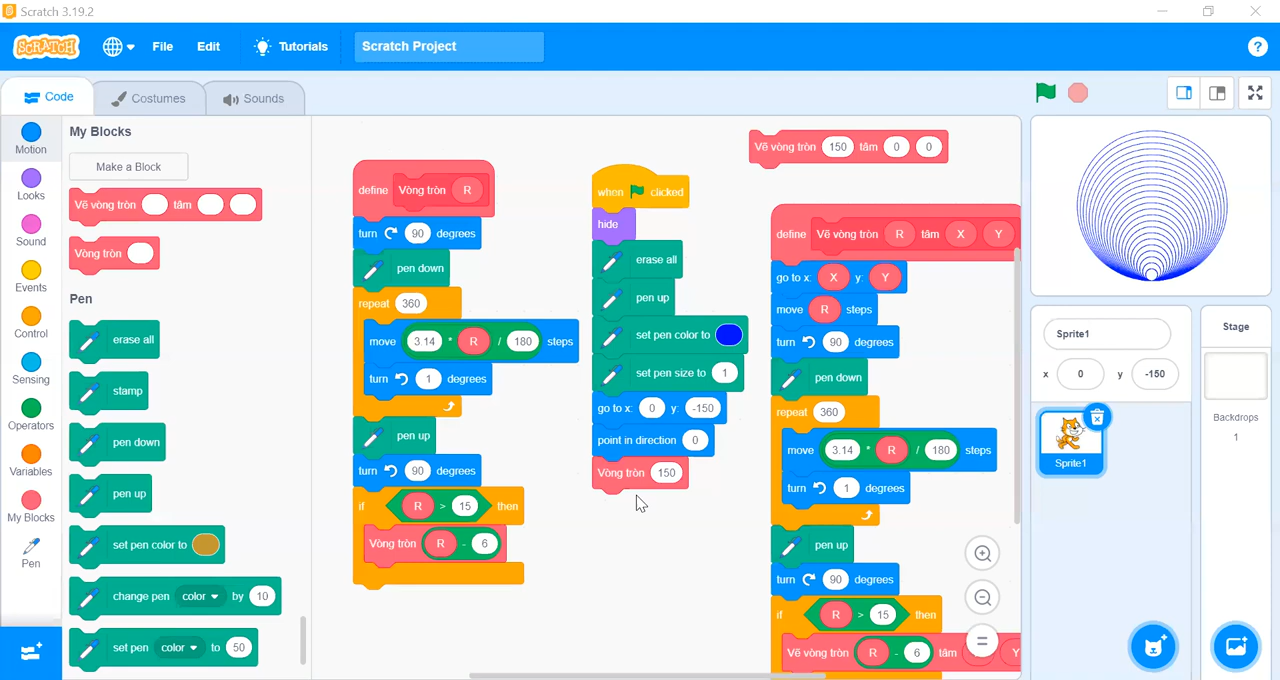 Scratch 3.19.2
SCRATCH
File
Edit
Tutorials
Scratch Project
?
Code
Costumes
Sounds
Motion
Looks
Sound
Events
Control
Sensing
Operators
Variables
My Blocks
Pen
My Blocks
Make a Block
Vẽ vòng tròn tâm
Vòng tròn
Pen
erase all
stamp
pen down
pen up
set pen color to
change pen color by 10
set pen color to 50
define Vòng tròn R
turn 90 degrees
pen down
repeat 360
move 3.14 * R / 180 steps
turn 1 degrees
pen up
turn 90 degrees
if R > 15 then
Vòng tròn R - 6
when clicked
hide
erase all
pen up
set pen color to
set pen size to 1
go to x: 0 y: -150
point in direction 0
Vòng tròn 150
Vẽ vòng tròn 150 tâm 0 0
define Vẽ vòng tròn R tâm X Y
go to x: X y: Y
move R steps
turn 90 degrees
pen down
repeat 360
move 3.14 * R / 180 steps
turn 1 degrees
pen up
turn 90 degrees
if R > 15 then
Vẽ vòng tròn R - 6 tâm Y
Sprite1
x 0 y -150
Sprite1
Stage
Backdrops
1